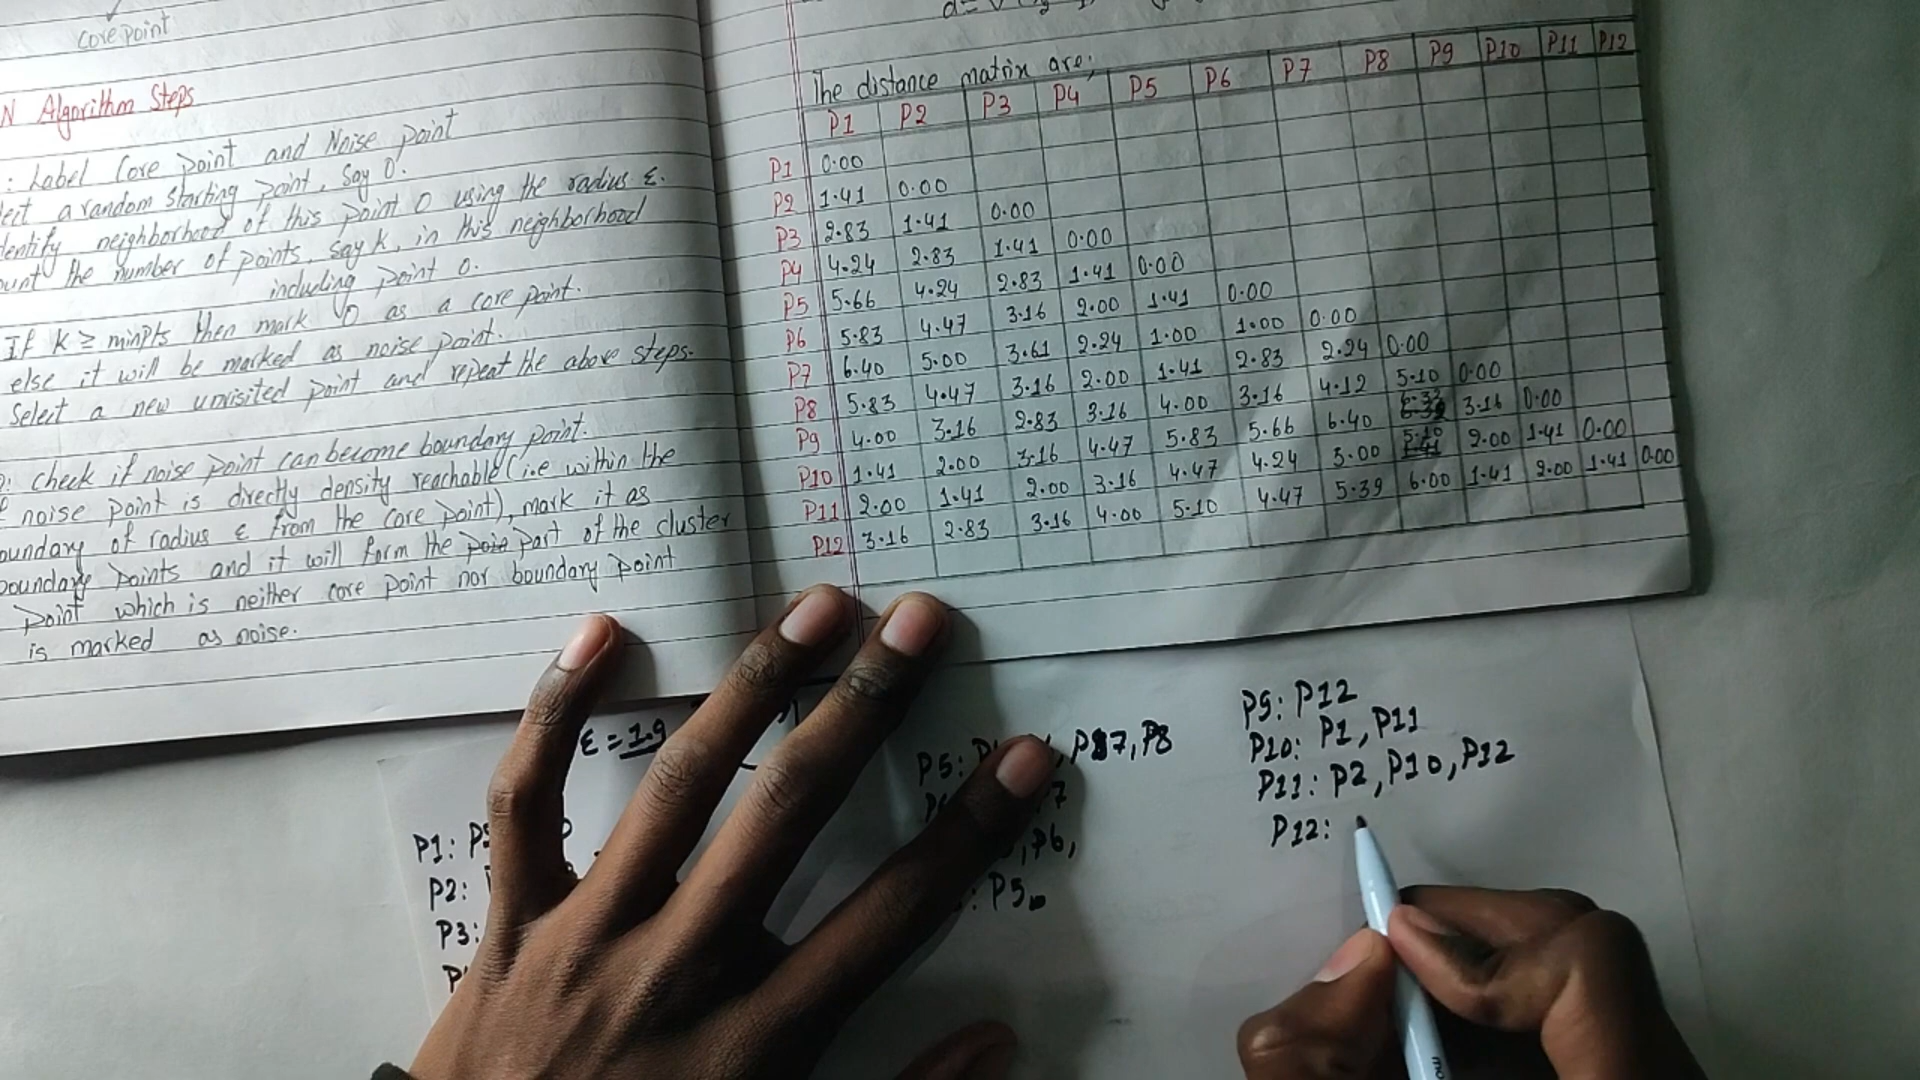 core point
N Algorithm Steps
: Label Core point and Noise point
lect a random starting point, say O.
dentify neighborhood of this point O using the radius ε.
ount the number of points, say k, in this neighborhood
including point o.
If k ≥ minpts then mark O as a core point.
else it will be marked as noise point.
Select a new unvisited point and repeat the above steps.
: check if noise point can become boundary point.
noise point is directly density reachable (i.e within the
oundary of radius ε from the core point), mark it as
boundary points and it will form the part of the cluster
point which is neither core point nor boundary point
is marked as noise.
The distance matrix are;
P1 P2 P3 P4 P5 P6 P7 P8 P9 P10 P11 P12
P1 0.00
P2 1.41 0.00
P3 2.83 1.41 0.00
P4 4.24 2.83 1.41 0.00
P5 5.66 4.24 2.83 1.41 0.00
P6 5.83 4.47 3.16 2.00 1.41 0.00
P7 6.40 5.00 3.61 2.24 1.00 1.00 0.00
P8 5.83 4.47 3.16 2.00 1.41 2.83 2.24 0.00
P9 4.00 3.16 2.83 3.16 4.00 3.16 4.12 5.10 0.00
P10 1.41 2.00 3.16 4.47 5.83 5.66 6.40 3.16 0.00
P11 2.00 1.41 2.00 3.16 4.47 4.24 5.00 5.10 2.00 1.41 0.00
P12 3.16 2.83 3.16 4.00 5.10 4.47 5.39 6.00 1.41 2.00 1.41 0.00
ε = 1.9
P1:
P2:
P3:
P5: P7, P8
P6,
P5
P9: P12
P10: P1, P11
P11: P2, P10, P12
P12: